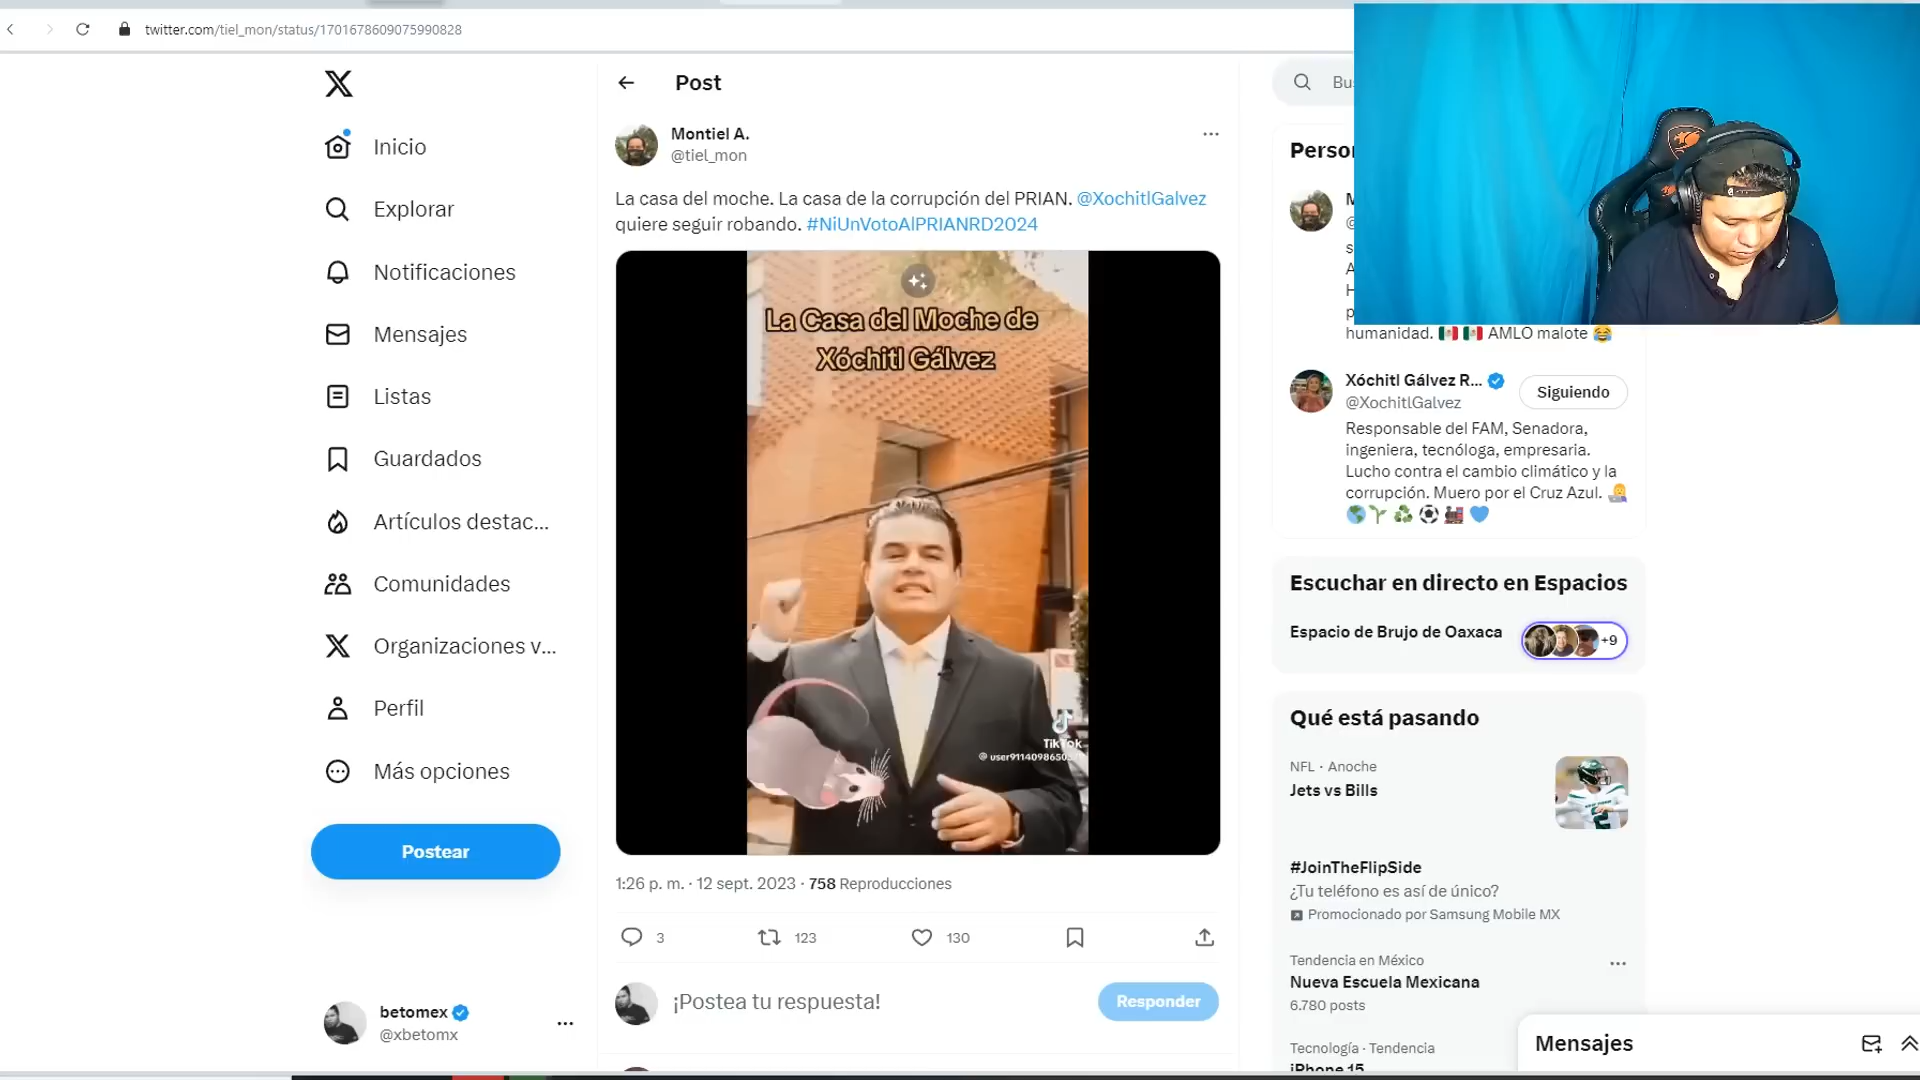 twitter.com/tiel_mon/status/1701678609075990828
Post
Montiel A.
@tiel_mon
La casa del moche. La casa de la corrupción del PRIAN. @XochitlGalvez
quiere seguir robando. #NiUnVotoAlPRIANRD2024
La Casa del Moche de
Xóchitl Gálvez
TikTok
1:26 p. m. · 12 sept. 2023 · 758 Reproducciones
3
123
130
¡Postea tu respuesta!
Responder
Inicio
Explorar
Notificaciones
Mensajes
Listas
Guardados
Artículos destac...
Comunidades
Organizaciones v...
Perfil
Más opciones
Postear
betomex
@xbetomx
humanidad. 🇲🇽 🇲🇽 AMLO malote 😂
Xóchitl Gálvez R...
Siguiendo
@XochitlGalvez
Responsable del FAM, Senadora,
ingeniera, tecnóloga, empresaria.
Lucho contra el cambio climático y la
corrupción. Muero por el Cruz Azul.
Escuchar en directo en Espacios
Espacio de Brujo de Oaxaca
+9
Qué está pasando
NFL · Anoche
Jets vs Bills
#JoinTheFlipSide
¿Tu teléfono es así de único?
Promocionado por Samsung Mobile MX
Tendencia en México
Nueva Escuela Mexicana
6.780 posts
Tecnología · Tendencia
iPhone 15
Mensajes